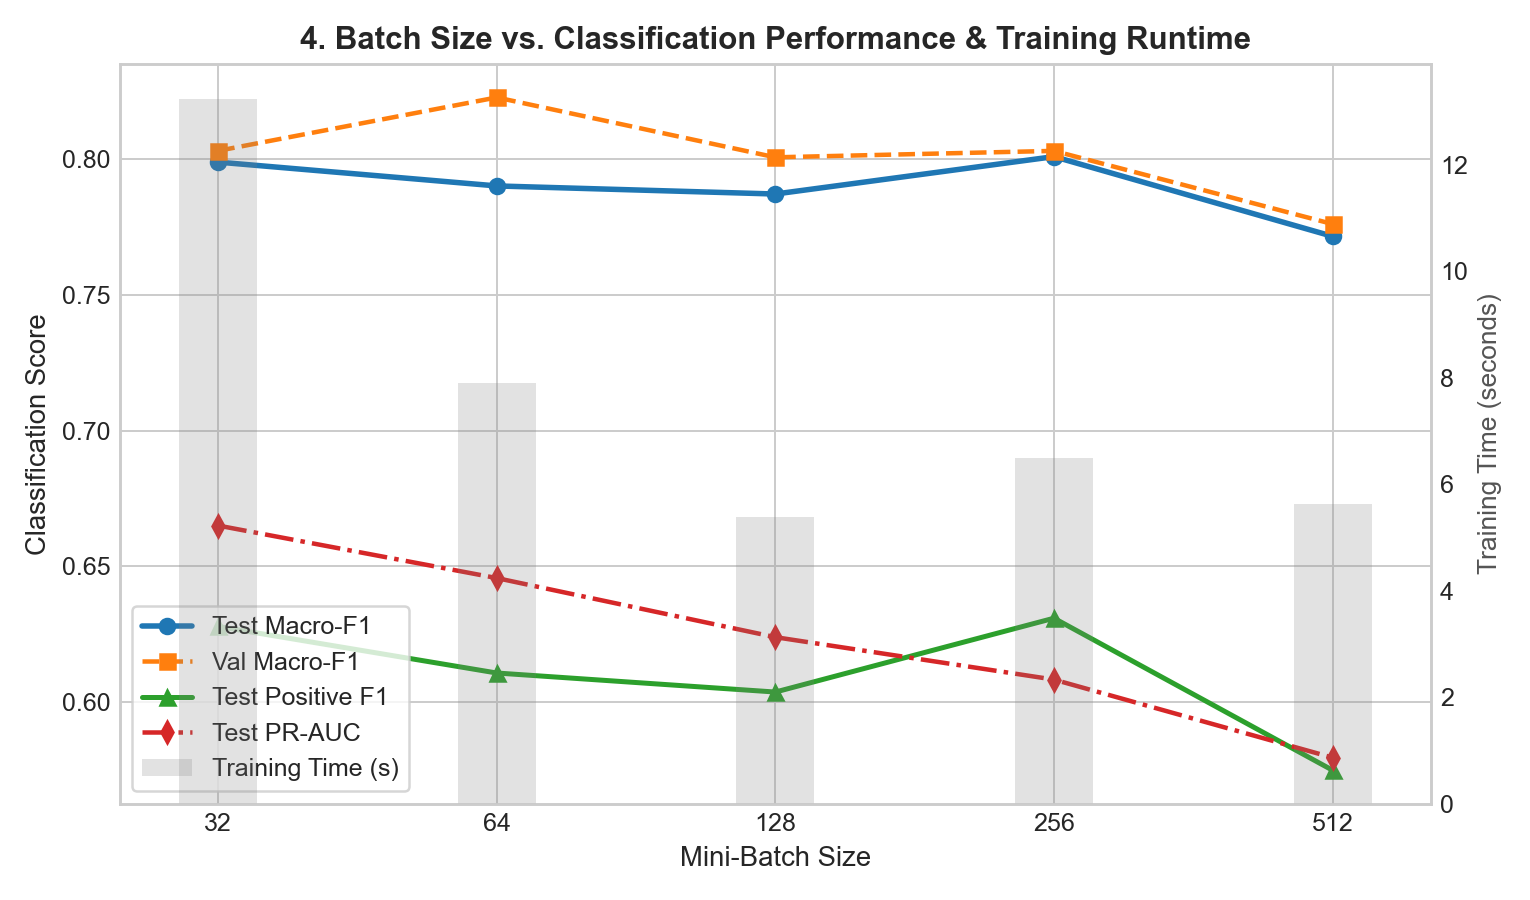 4. Batch Size vs. Classification Performance & Training Runtime
Classification Score
0.80
0.75
0.70
0.65
0.60
12
10
8
6
4
2
0
Training Time (seconds)
Test Macro-F1
Val Macro-F1
Test Positive F1
Test PR-AUC
Training Time (s)
32 64 128 256 512
Mini-Batch Size